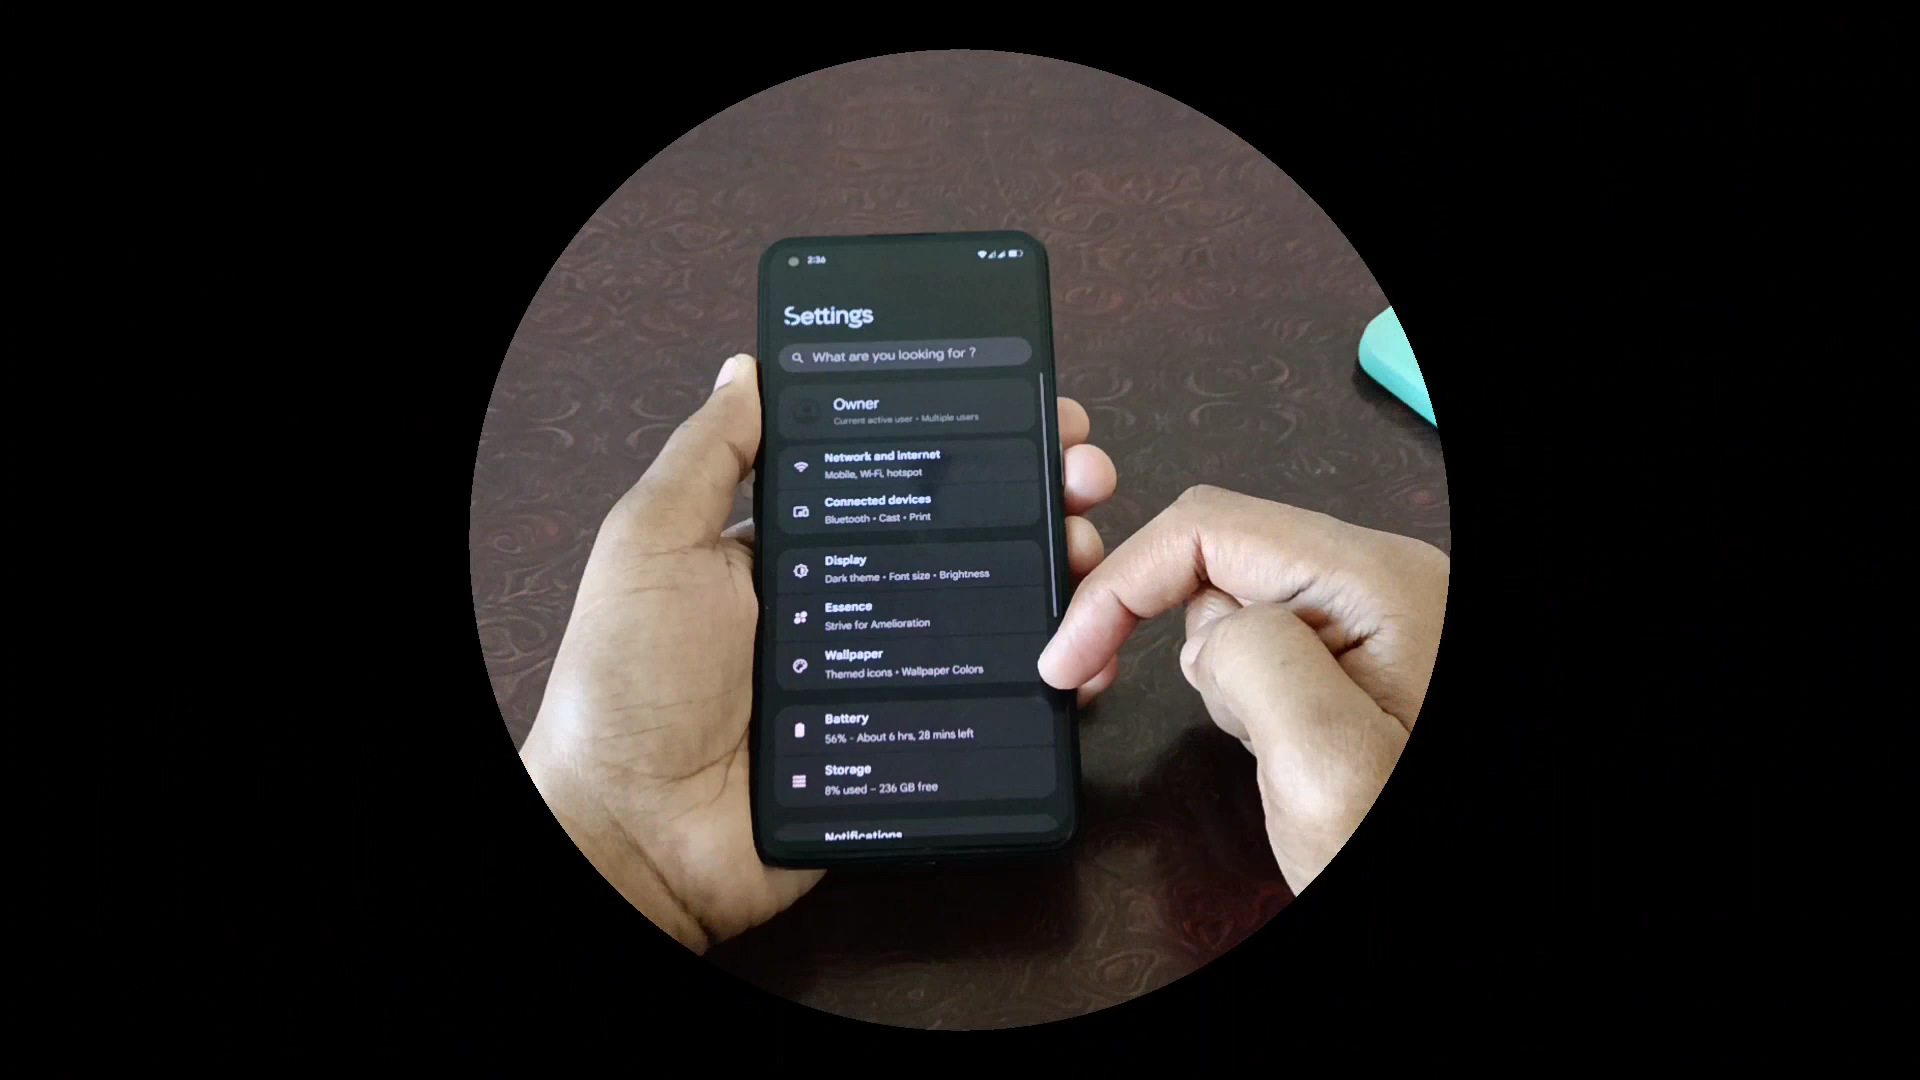 2:36
Settings
What are you looking for ?
Owner
Current active user • Multiple users
Network and internet
Mobile, Wi-Fi, hotspot
Connected devices
Bluetooth • Cast • Print
Display
Dark theme • Font size • Brightness
Essence
Strive for Amelioration
Wallpaper
Themed icons • Wallpaper Colors
Battery
56% - About 6 hrs, 28 mins left
Storage
8% used – 236 GB free
Notifications